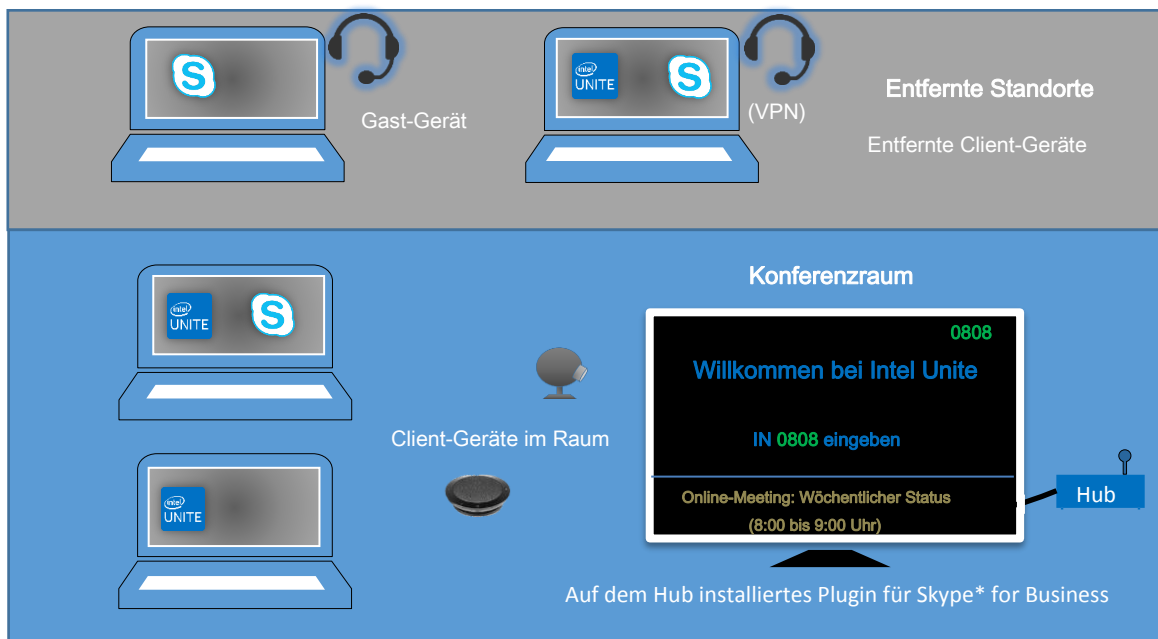 S
Gast-Gerät
intel
UNITE
S
(VPN)
Entfernte Standorte
Entfernte Client-Geräte
intel
UNITE
S
Client-Geräte im Raum
intel
UNITE
Konferenzraum
0808
Willkommen bei Intel Unite
IN 0808 eingeben
Online-Meeting: Wöchentlicher Status
(8:00 bis 9:00 Uhr)
Hub
Auf dem Hub installiertes Plugin für Skype* for Business